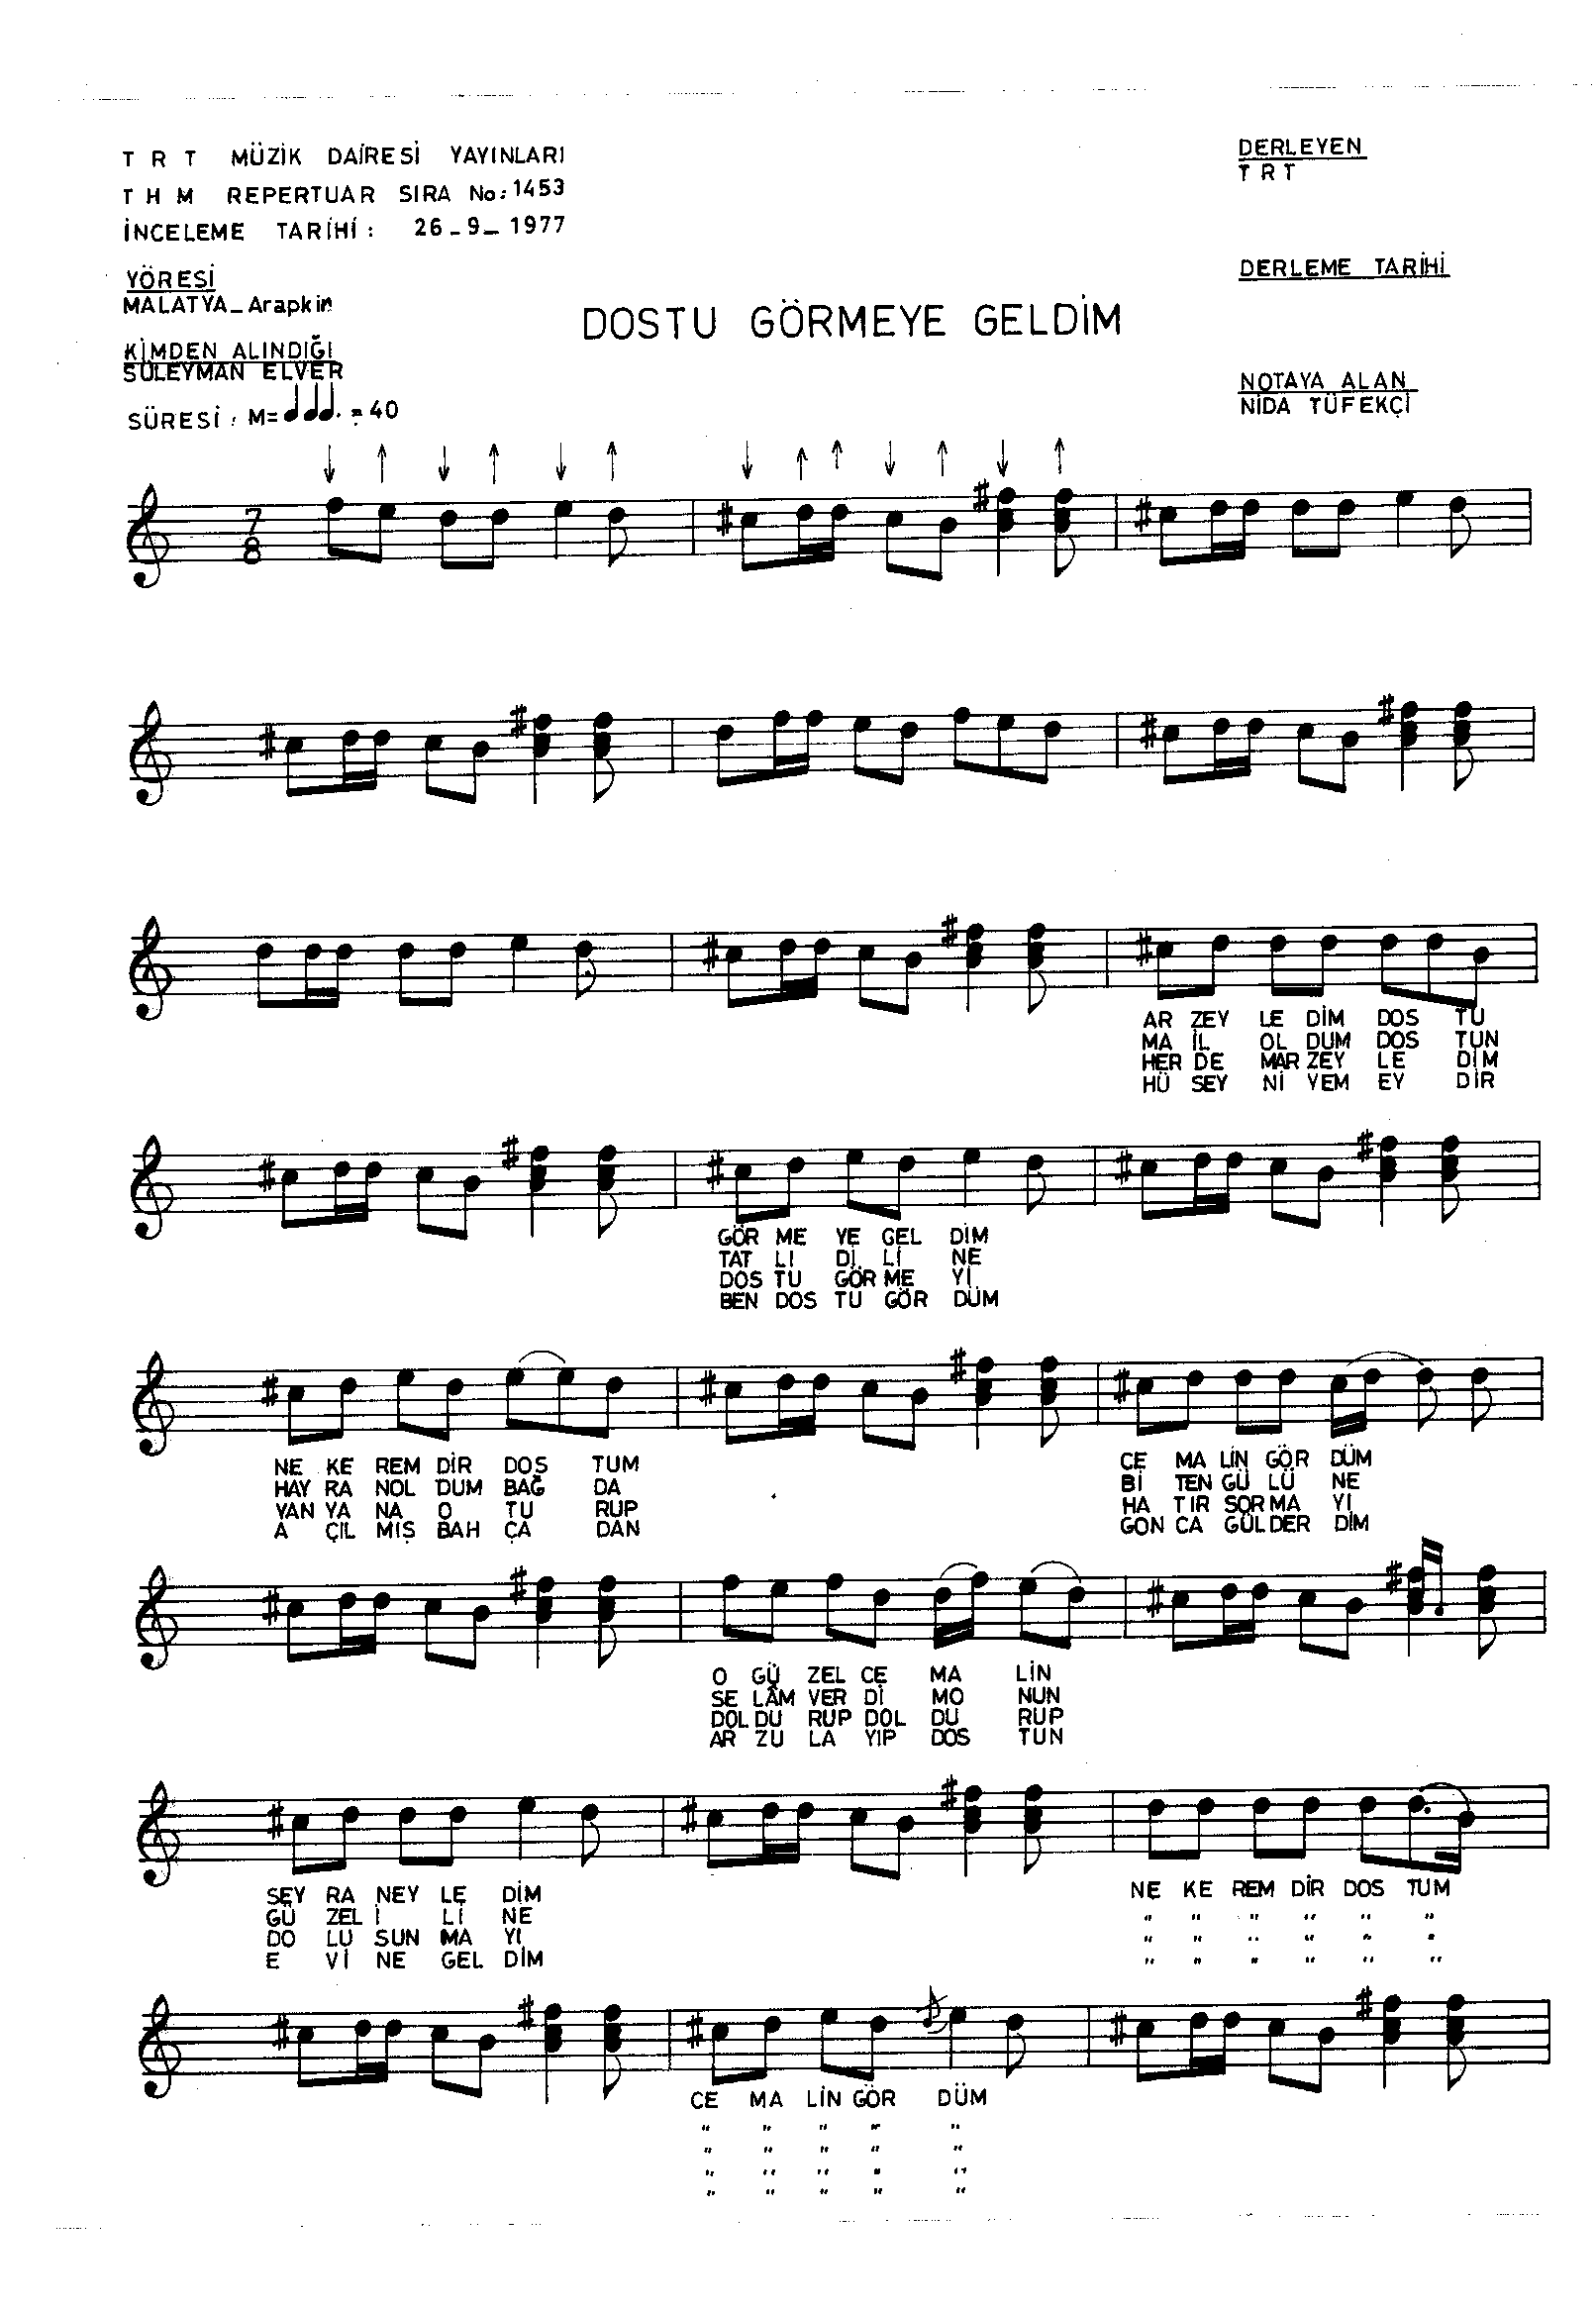 T R T MÜZİK DAİRESİ YAYINLARI
T H M REPERTUAR SIRA No: 1453
İNCELEME TARİHİ: 26_9_1977
DERLEYEN
T R T
YÖRESİ
MALATYA_Arapkir
DERLEME TARİHİ
DOSTU GÖRMEYE GELDİM
KİMDEN ALINDIĞI
SÜLEYMAN ELVER
NOTAYA ALAN
NİDA TÜFEKÇİ
SÜRESİ: M= = 40
7
8
AR ZEY LE DİM DOS TU
MA İL OL DUM DOS TUN
HER DE MAR ZEY LE DİM
HÜ SEY Nİ YEM EY DİR
GÖR ME YE GEL DİM
TAT LI Dİ Lİ NE
DOS TU GÖR ME Yİ
BEN DOS TU GÖR DÜM
NE KE REM DİR DOS TUM
HAY RA NOL DUM BAĞ DA
YAN YA NA O TU RUP
A ÇIL MIŞ BAH ÇA DAN
CE MA LİN GÖR DÜM
Bİ TEN GÜ LÜ NE
HA TIR SOR MA YI
GON CA GÜL DER DİM
O GÜ ZEL CE MA LİN
SE LÂM VER Dİ MO NUN
DOL DU RUP DOL DU RUP
AR ZU LA YIP DOS TUN
SEY RA NEY LE DİM
GÜ ZEL İ Lİ NE
DO LU SUN MA YI
E Vİ NE GEL DİM
NE KE REM DİR DOS TUM
" " " " " "
" " " " " "
" " " " " "
CE MA LİN GÖR DÜM
" " " " "
" " " " "
" " " " "
" " " " "